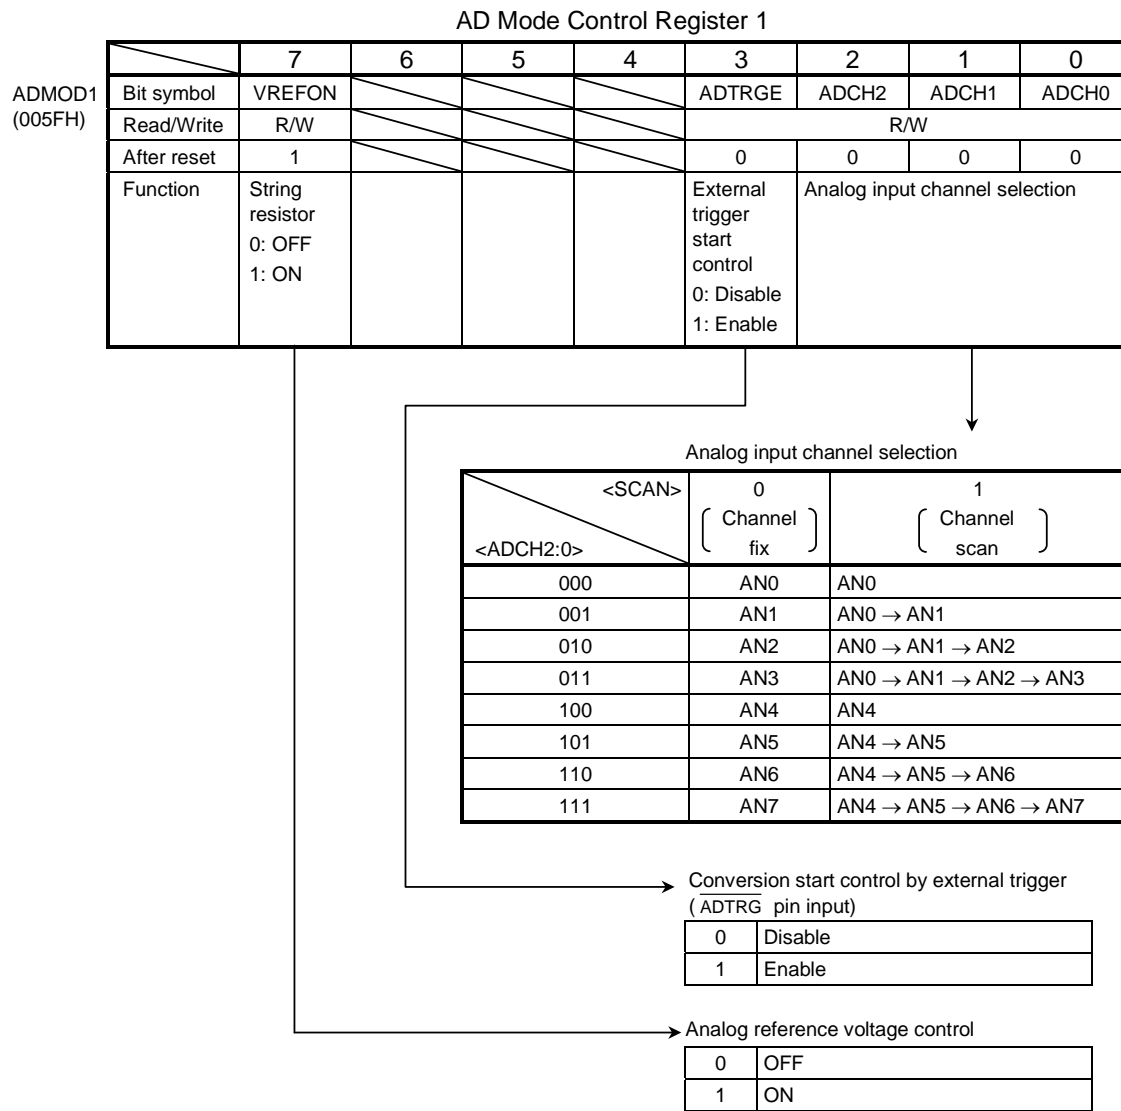 AD Mode Control Register 1
7 6 5 4 3 2 1 0
ADMOD1 (005FH)
Bit symbol VREFON ADTRGE ADCH2 ADCH1 ADCH0
Read/Write R/W R/W
After reset 1 0 0 0 0
Function
String
resistor
0: OFF
1: ON
External
trigger
start
control
0: Disable
1: Enable
Analog input channel selection
Analog input channel selection
<SCAN> 0 1
Channel fix
Channel scan
<ADCH2:0>
000 AN0 AN0
001 AN1 AN0 → AN1
010 AN2 AN0 → AN1 → AN2
011 AN3 AN0 → AN1 → AN2 → AN3
100 AN4 AN4
101 AN5 AN4 → AN5
110 AN6 AN4 → AN5 → AN6
111 AN7 AN4 → AN5 → AN6 → AN7
Conversion start control by external trigger
( ADTRG pin input)
0 Disable
1 Enable
Analog reference voltage control
0 OFF
1 ON